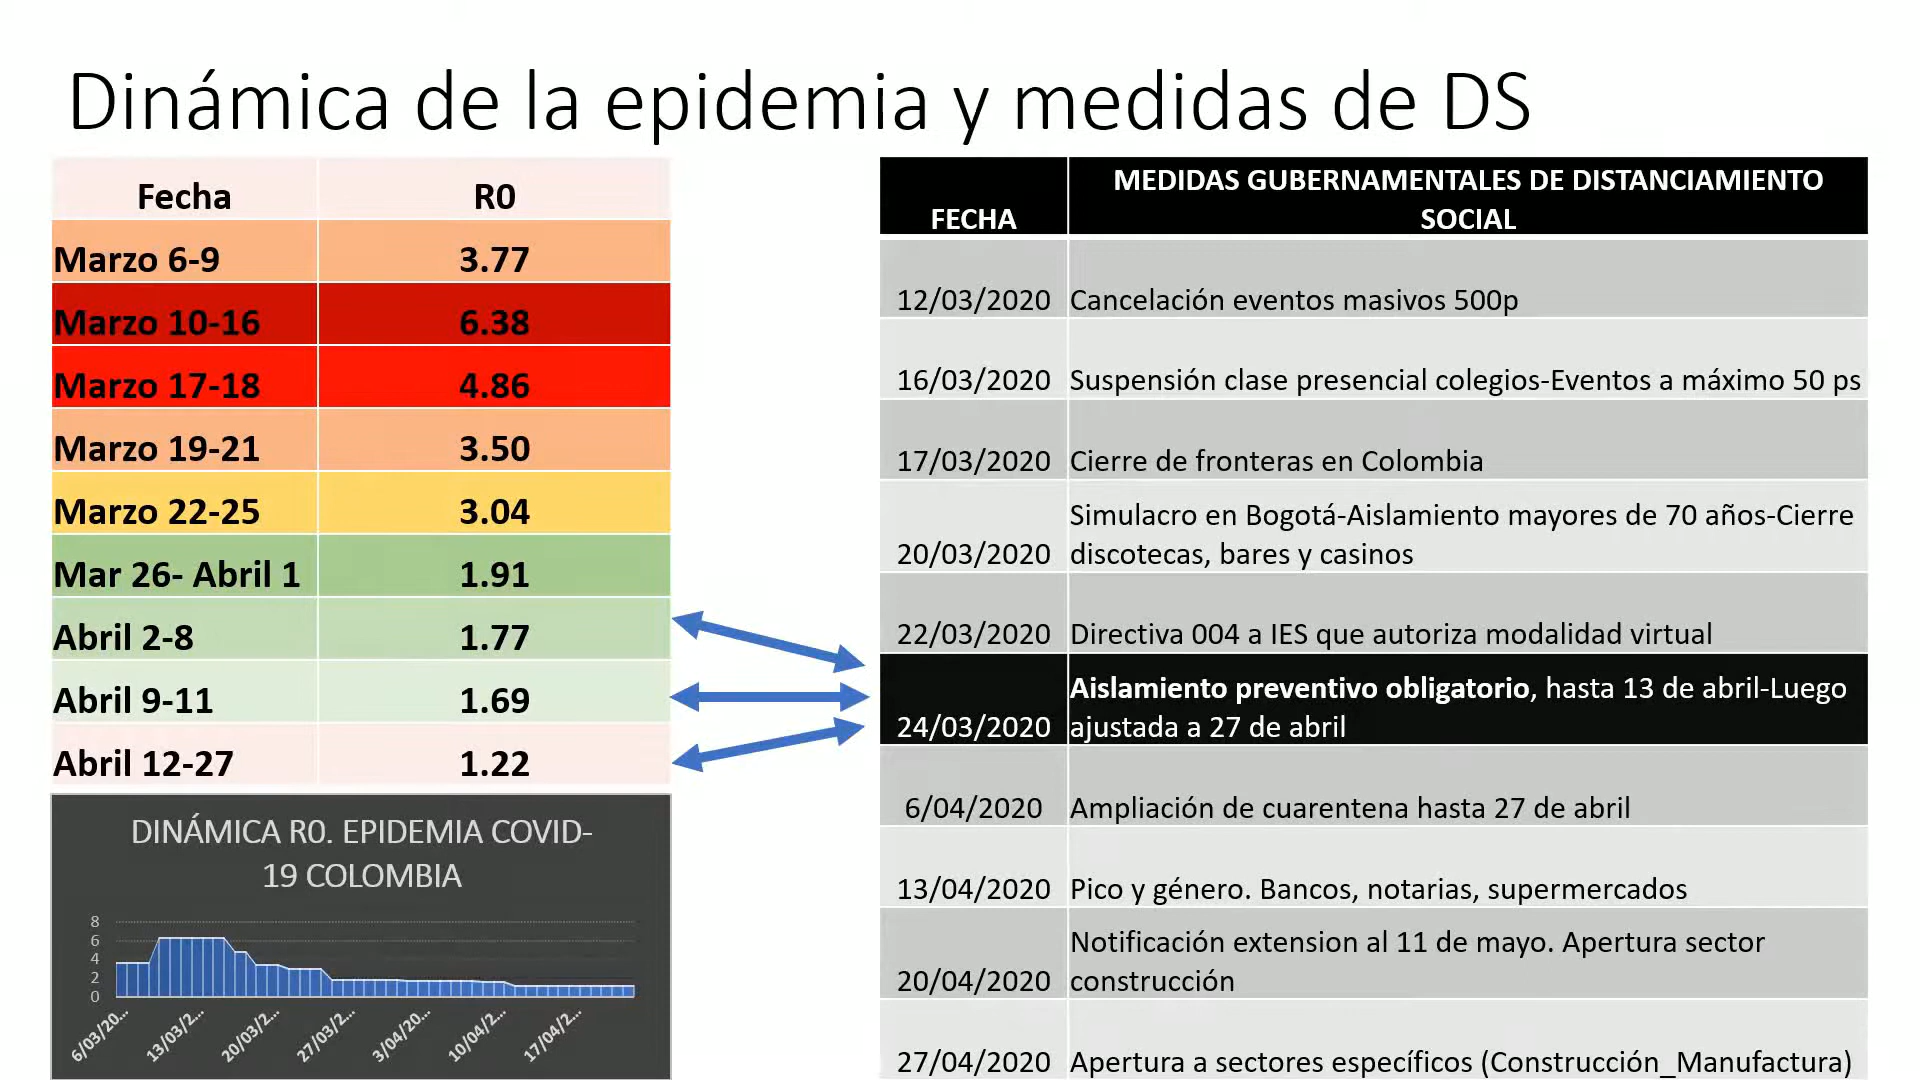 Dinámica de la epidemia y medidas de DS
Fecha R0
Marzo 6-9 3.77
Marzo 10-16 6.38
Marzo 17-18 4.86
Marzo 19-21 3.50
Marzo 22-25 3.04
Mar 26- Abril 1 1.91
Abril 2-8 1.77
Abril 9-11 1.69
Abril 12-27 1.22
DINÁMICA R0. EPIDEMIA COVID-
19 COLOMBIA
8
6
4
2
0
6/03/20...
13/03/2...
20/03/2...
27/03/2...
3/04/20...
10/04/2...
17/04/2...
MEDIDAS GUBERNAMENTALES DE DISTANCIAMIENTO
FECHA SOCIAL
12/03/2020 Cancelación eventos masivos 500p
16/03/2020 Suspensión clase presencial colegios-Eventos a máximo 50 ps
17/03/2020 Cierre de fronteras en Colombia
Simulacro en Bogotá-Aislamiento mayores de 70 años-Cierre
20/03/2020 discotecas, bares y casinos
22/03/2020 Directiva 004 a IES que autoriza modalidad virtual
Aislamiento preventivo obligatorio, hasta 13 de abril-Luego
24/03/2020 ajustada a 27 de abril
6/04/2020 Ampliación de cuarentena hasta 27 de abril
13/04/2020 Pico y género. Bancos, notarias, supermercados
Notificación extension al 11 de mayo. Apertura sector
20/04/2020 construcción
27/04/2020 Apertura a sectores específicos (Construcción_Manufactura)